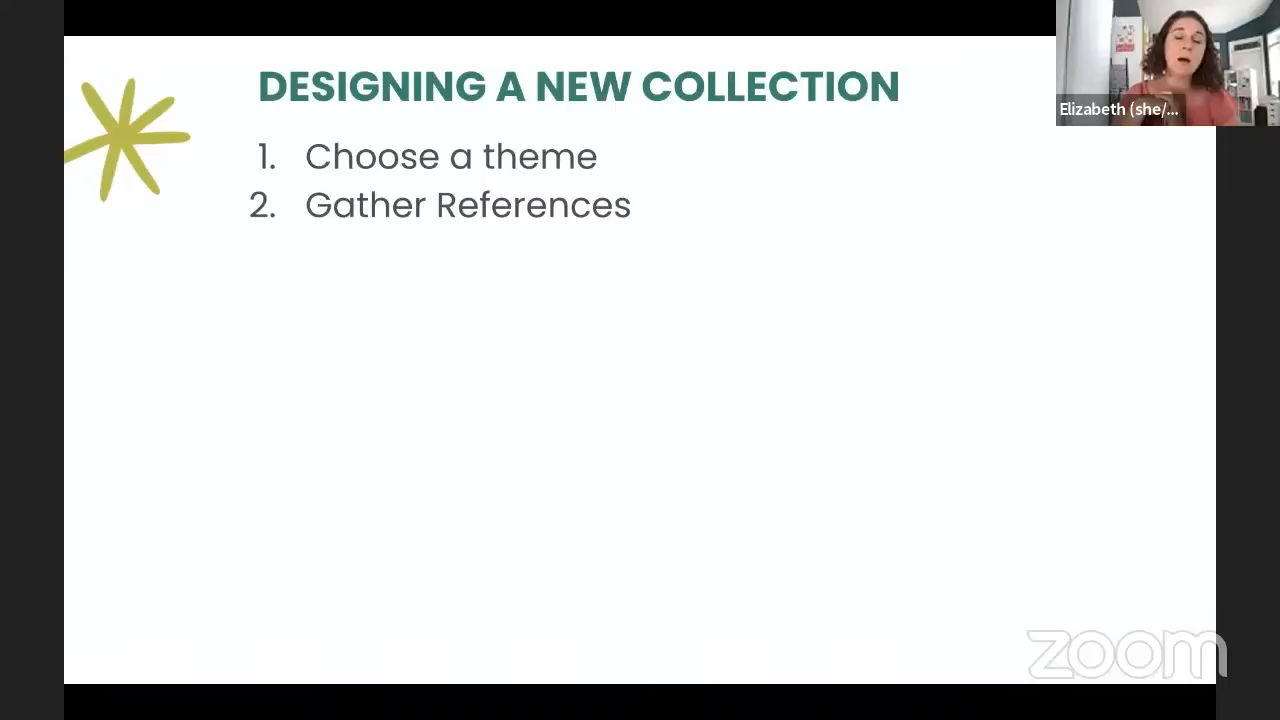 DESIGNING A NEW COLLECTION
1. Choose a theme
2. Gather References
Elizabeth (she/...
zoom